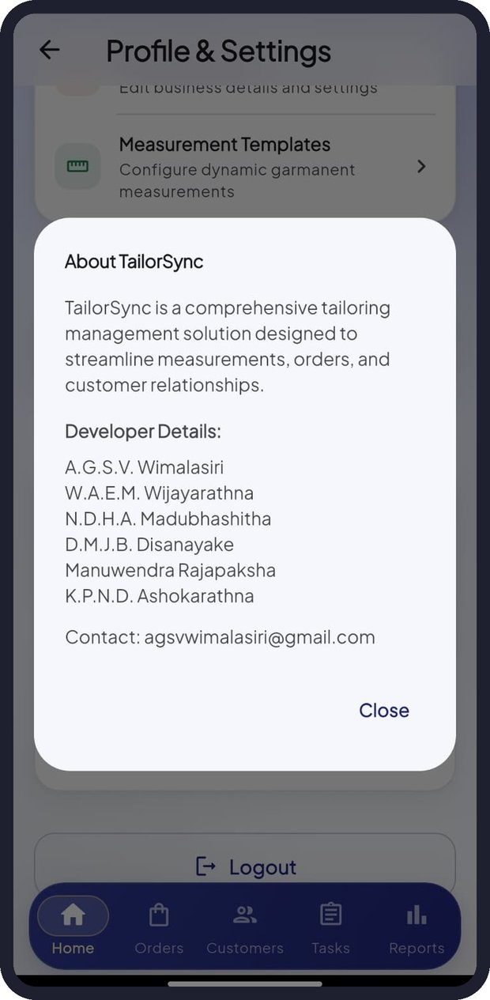 Profile & Settings
Edit business details and settings
Measurement Templates
Configure dynamic garmanent
measurements
About TailorSync
TailorSync is a comprehensive tailoring
management solution designed to
streamline measurements, orders, and
customer relationships.
Developer Details:
A.G.S.V. Wimalasiri
W.A.E.M. Wijayarathna
N.D.H.A. Madubhashitha
D.M.J.B. Disanayake
Manuwendra Rajapaksha
K.P.N.D. Ashokarathna
Contact: agsvwimalasiri@gmail.com
Close
Logout
Home Orders Customers Tasks Reports